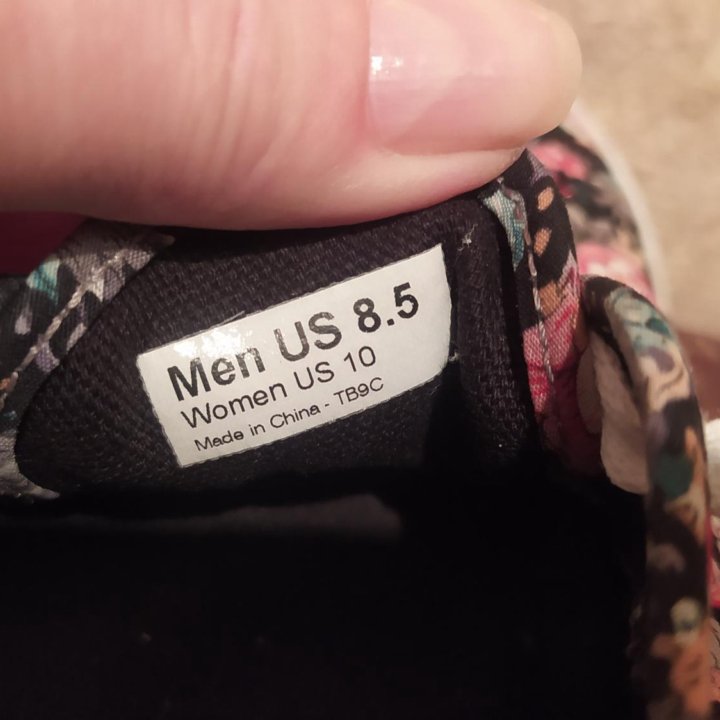 Men US 8.5
Women US 10
Made in China - TB9C